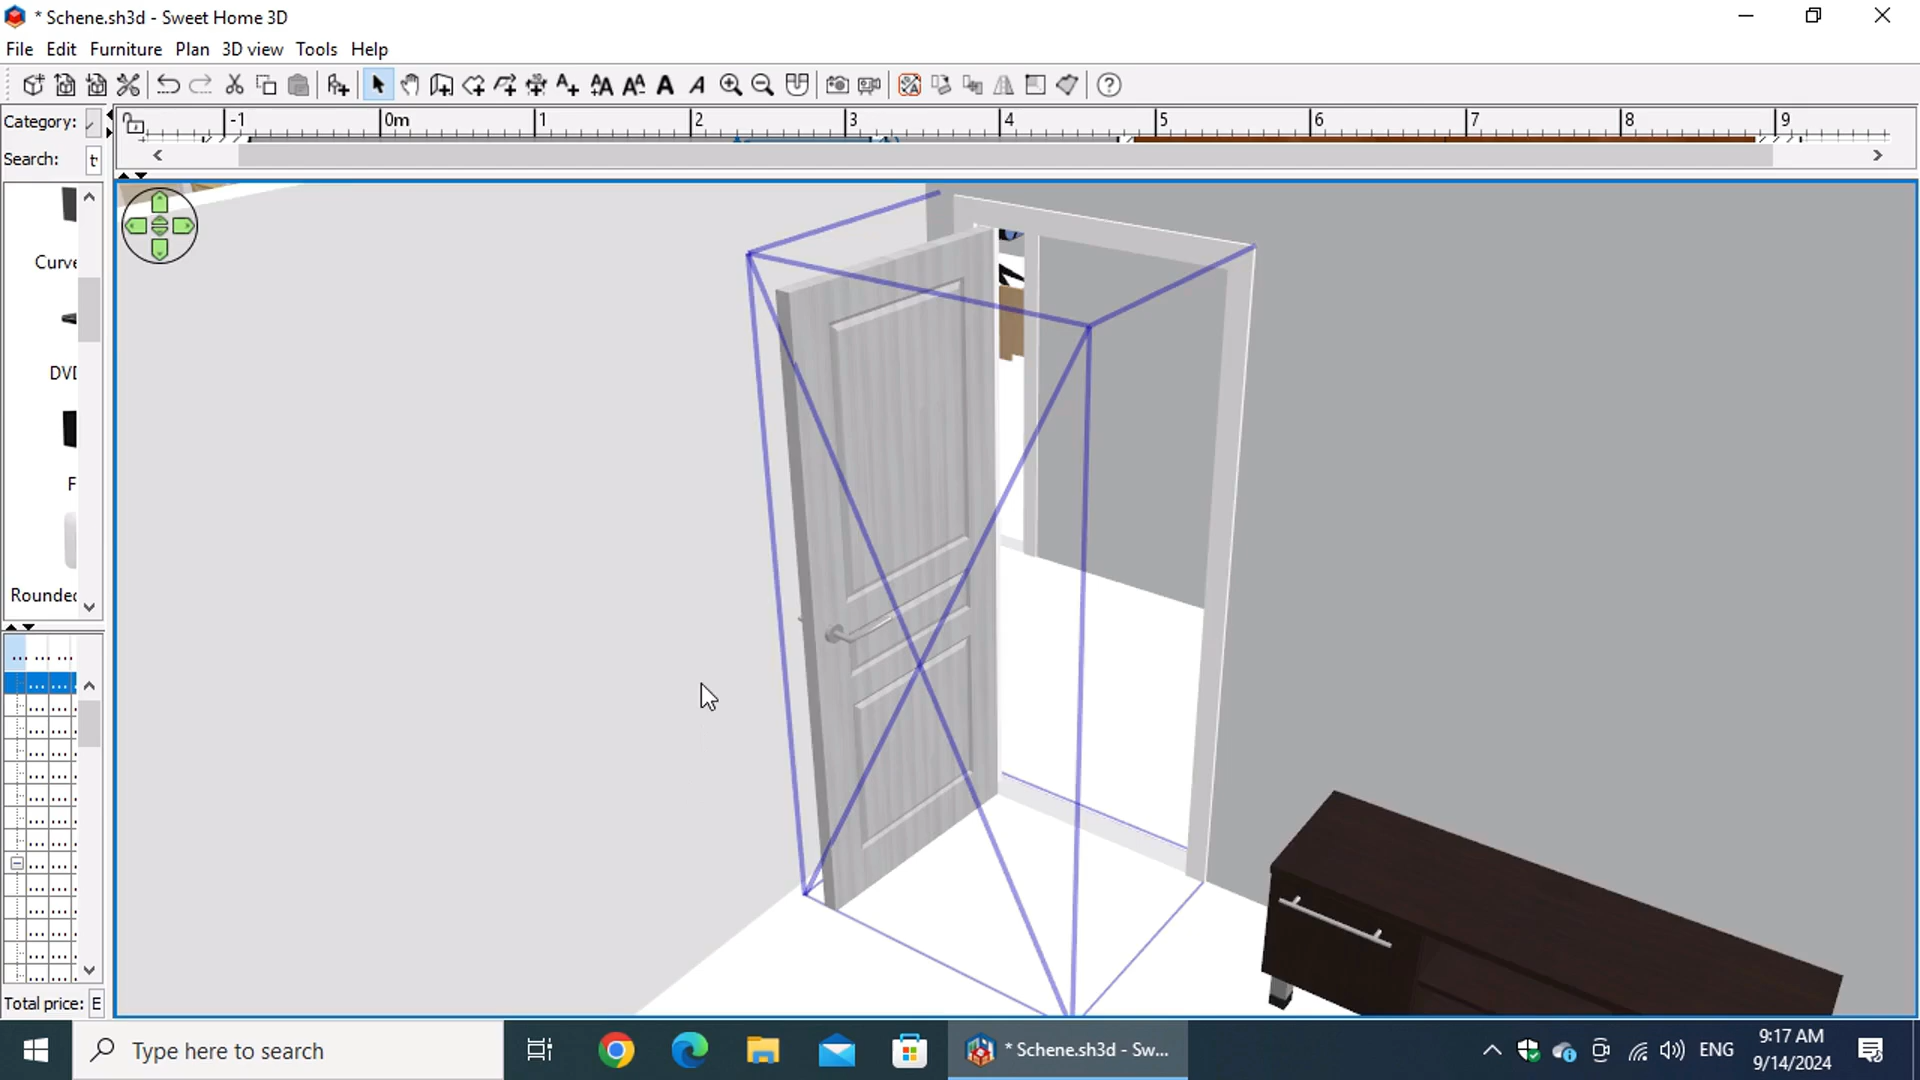 * Schene.sh3d - Sweet Home 3D
File Edit Furniture Plan 3D view Tools Help
Category:
-1 0m 1 2 3 4 5 6 7 8 9
Search: t
Curve
DVD
F
Rounded
Total price: E
Type here to search
* Schene.sh3d - Sw...
ENG
9:17 AM
9/14/2024